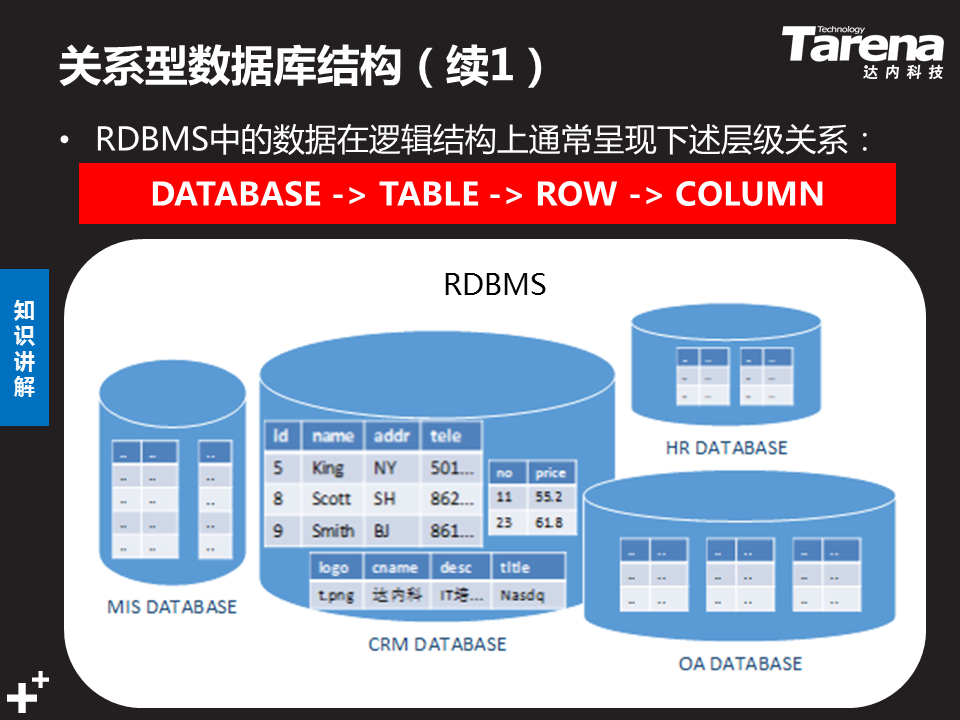 关系型数据库结构（续1）
Technology
Tarena
达内科技
• RDBMS中的数据在逻辑结构上通常呈现下述层级关系：
DATABASE -> TABLE -> ROW -> COLUMN
知识讲解
RDBMS
Id name addr tele
5 King NY 501...
8 Scott SH 862...
9 Smith BJ 861...
no price
11 55.2
23 61.8
logo cname desc title
t.png 达内科 IT培... Nasdq
MIS DATABASE
CRM DATABASE
HR DATABASE
OA DATABASE